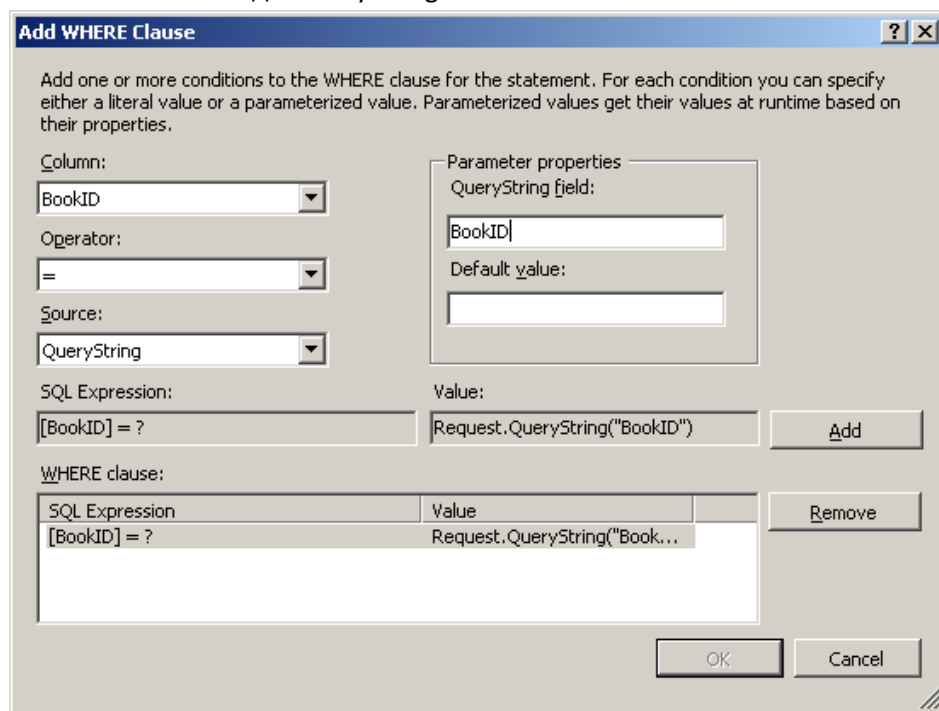 Add WHERE Clause
Add one or more conditions to the WHERE clause for the statement. For each condition you can specify
either a literal value or a parameterized value. Parameterized values get their values at runtime based on
their properties.
Column:
BookID
Operator:
=
Source:
QueryString
Parameter properties
QueryString field:
BookID
Default value:
SQL Expression:
[BookID] = ?
Value:
Request.QueryString("BookID")
Add
WHERE clause:
SQL Expression Value
[BookID] = ? Request.QueryString("Book...
Remove
OK Cancel